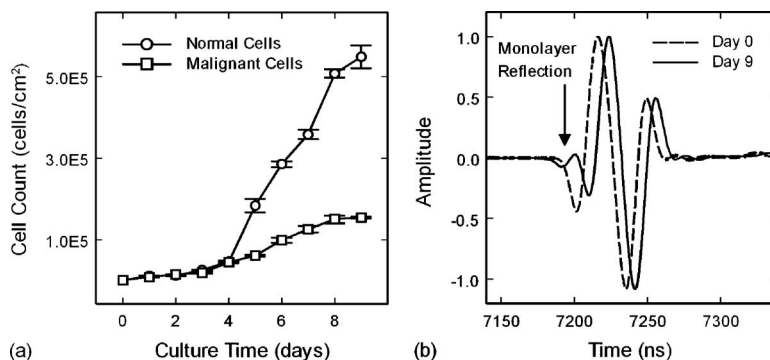 Normal Cells
Malignant Cells
5.0E5
3.0E5
1.0E5
Cell Count (cells/cm²)
0 2 4 6 8
(a) Culture Time (days)
Monolayer
Reflection
Day 0
Day 9
1.0
0.5
0.0
-0.5
-1.0
Amplitude
7150 7200 7250 7300
(b) Time (ns)